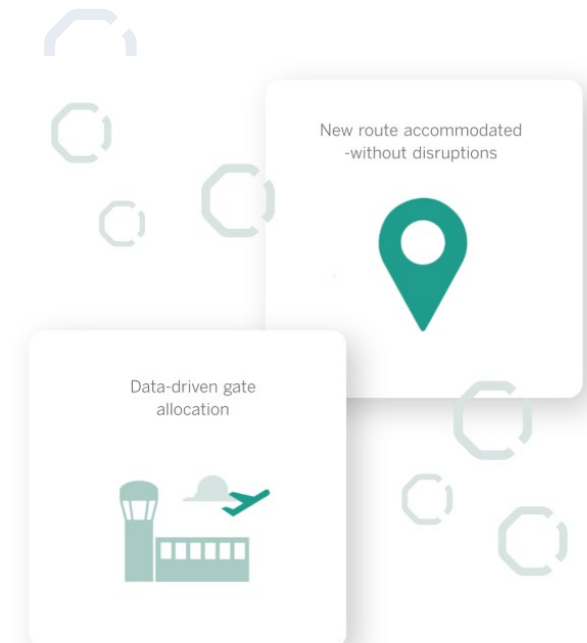 New route accommodated
-without disruptions
Data-driven gate
allocation